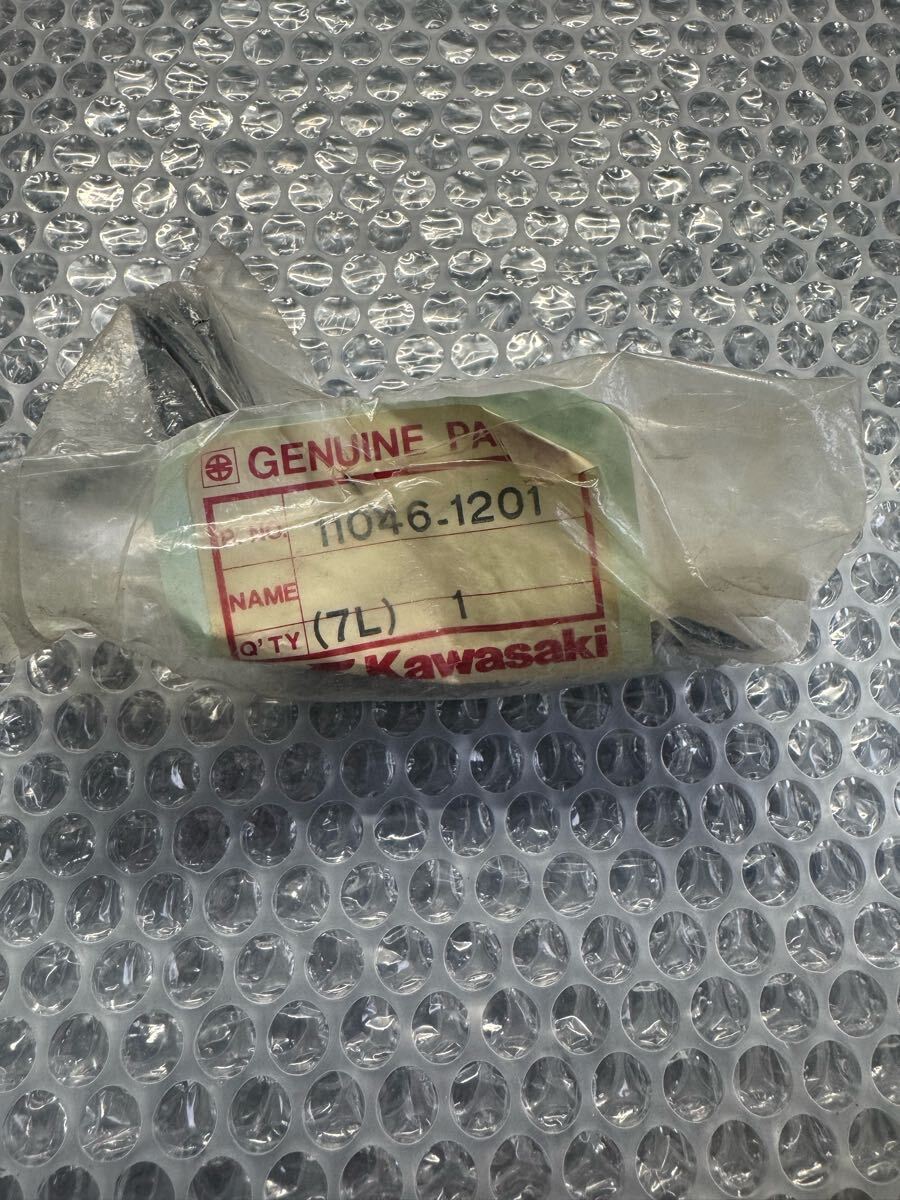 GENUINE PA
P. NO. 11046-1201
NAME
Q'TY (7L) 1
Kawasaki